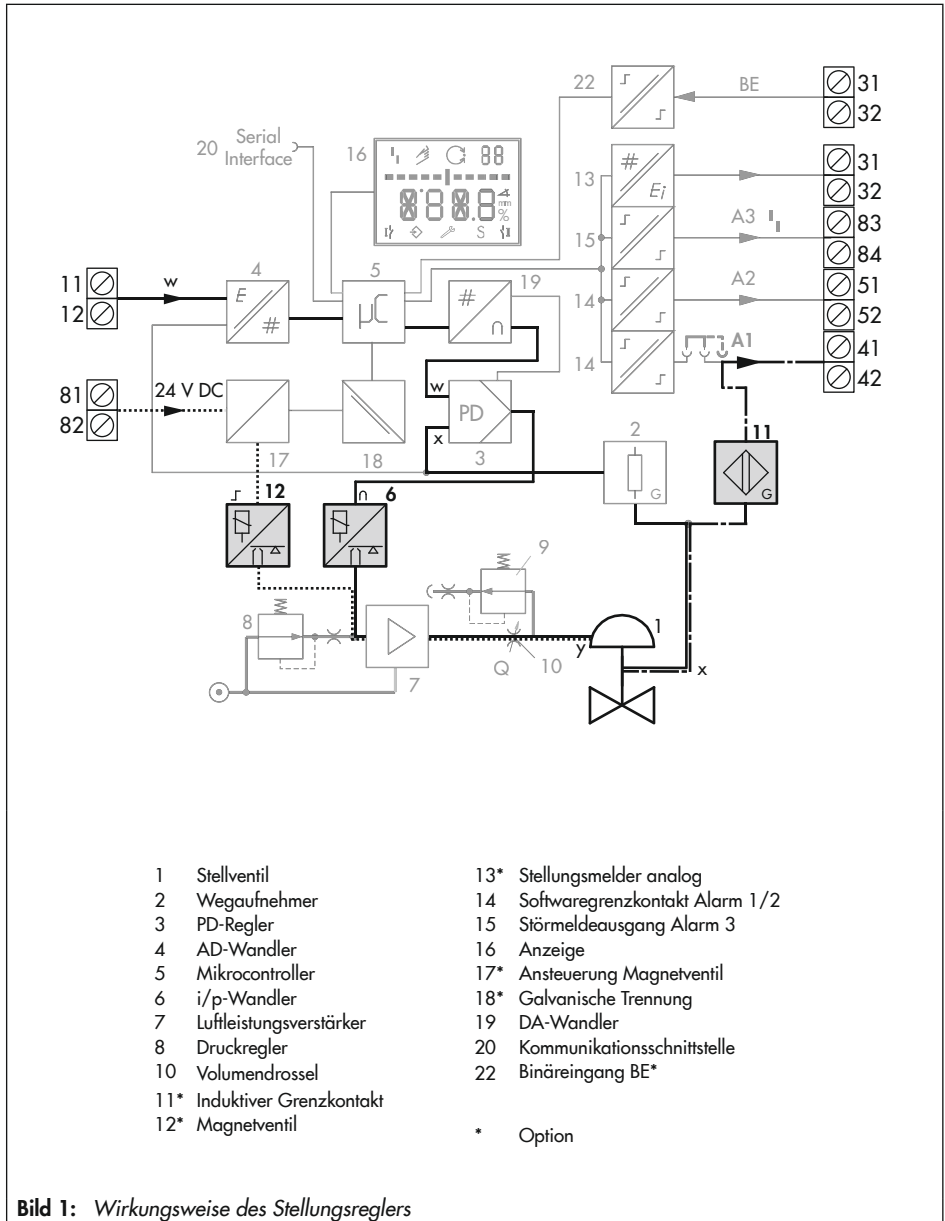 22
BE
31
32
20
Serial
Interface
16
88
8:8 8.8
mm
%
S
13
#
Ei
31
32
15
A3
83
84
14
A2
51
52
14
A1
41
42
11
12
w
4
E
#
5
µC
19
#
∩
81
82
24 V DC
17
18
w
x
PD
3
2
G
11
G
12
∩
6
8
7
9
Q
10
y
1
x
1 Stellventil
2 Wegaufnehmer
3 PD-Regler
4 AD-Wandler
5 Mikrocontroller
6 i/p-Wandler
7 Luftleistungsverstärker
8 Druckregler
10 Volumendrossel
11* Induktiver Grenzkontakt
12* Magnetventil
13* Stellungsmelder analog
14 Softwaregrenzkontakt Alarm 1/2
15 Störmeldeausgang Alarm 3
16 Anzeige
17* Ansteuerung Magnetventil
18* Galvanische Trennung
19 DA-Wandler
20 Kommunikationsschnittstelle
22 Binäreingang BE*
* Option
Bild 1: Wirkungsweise des Stellungsreglers